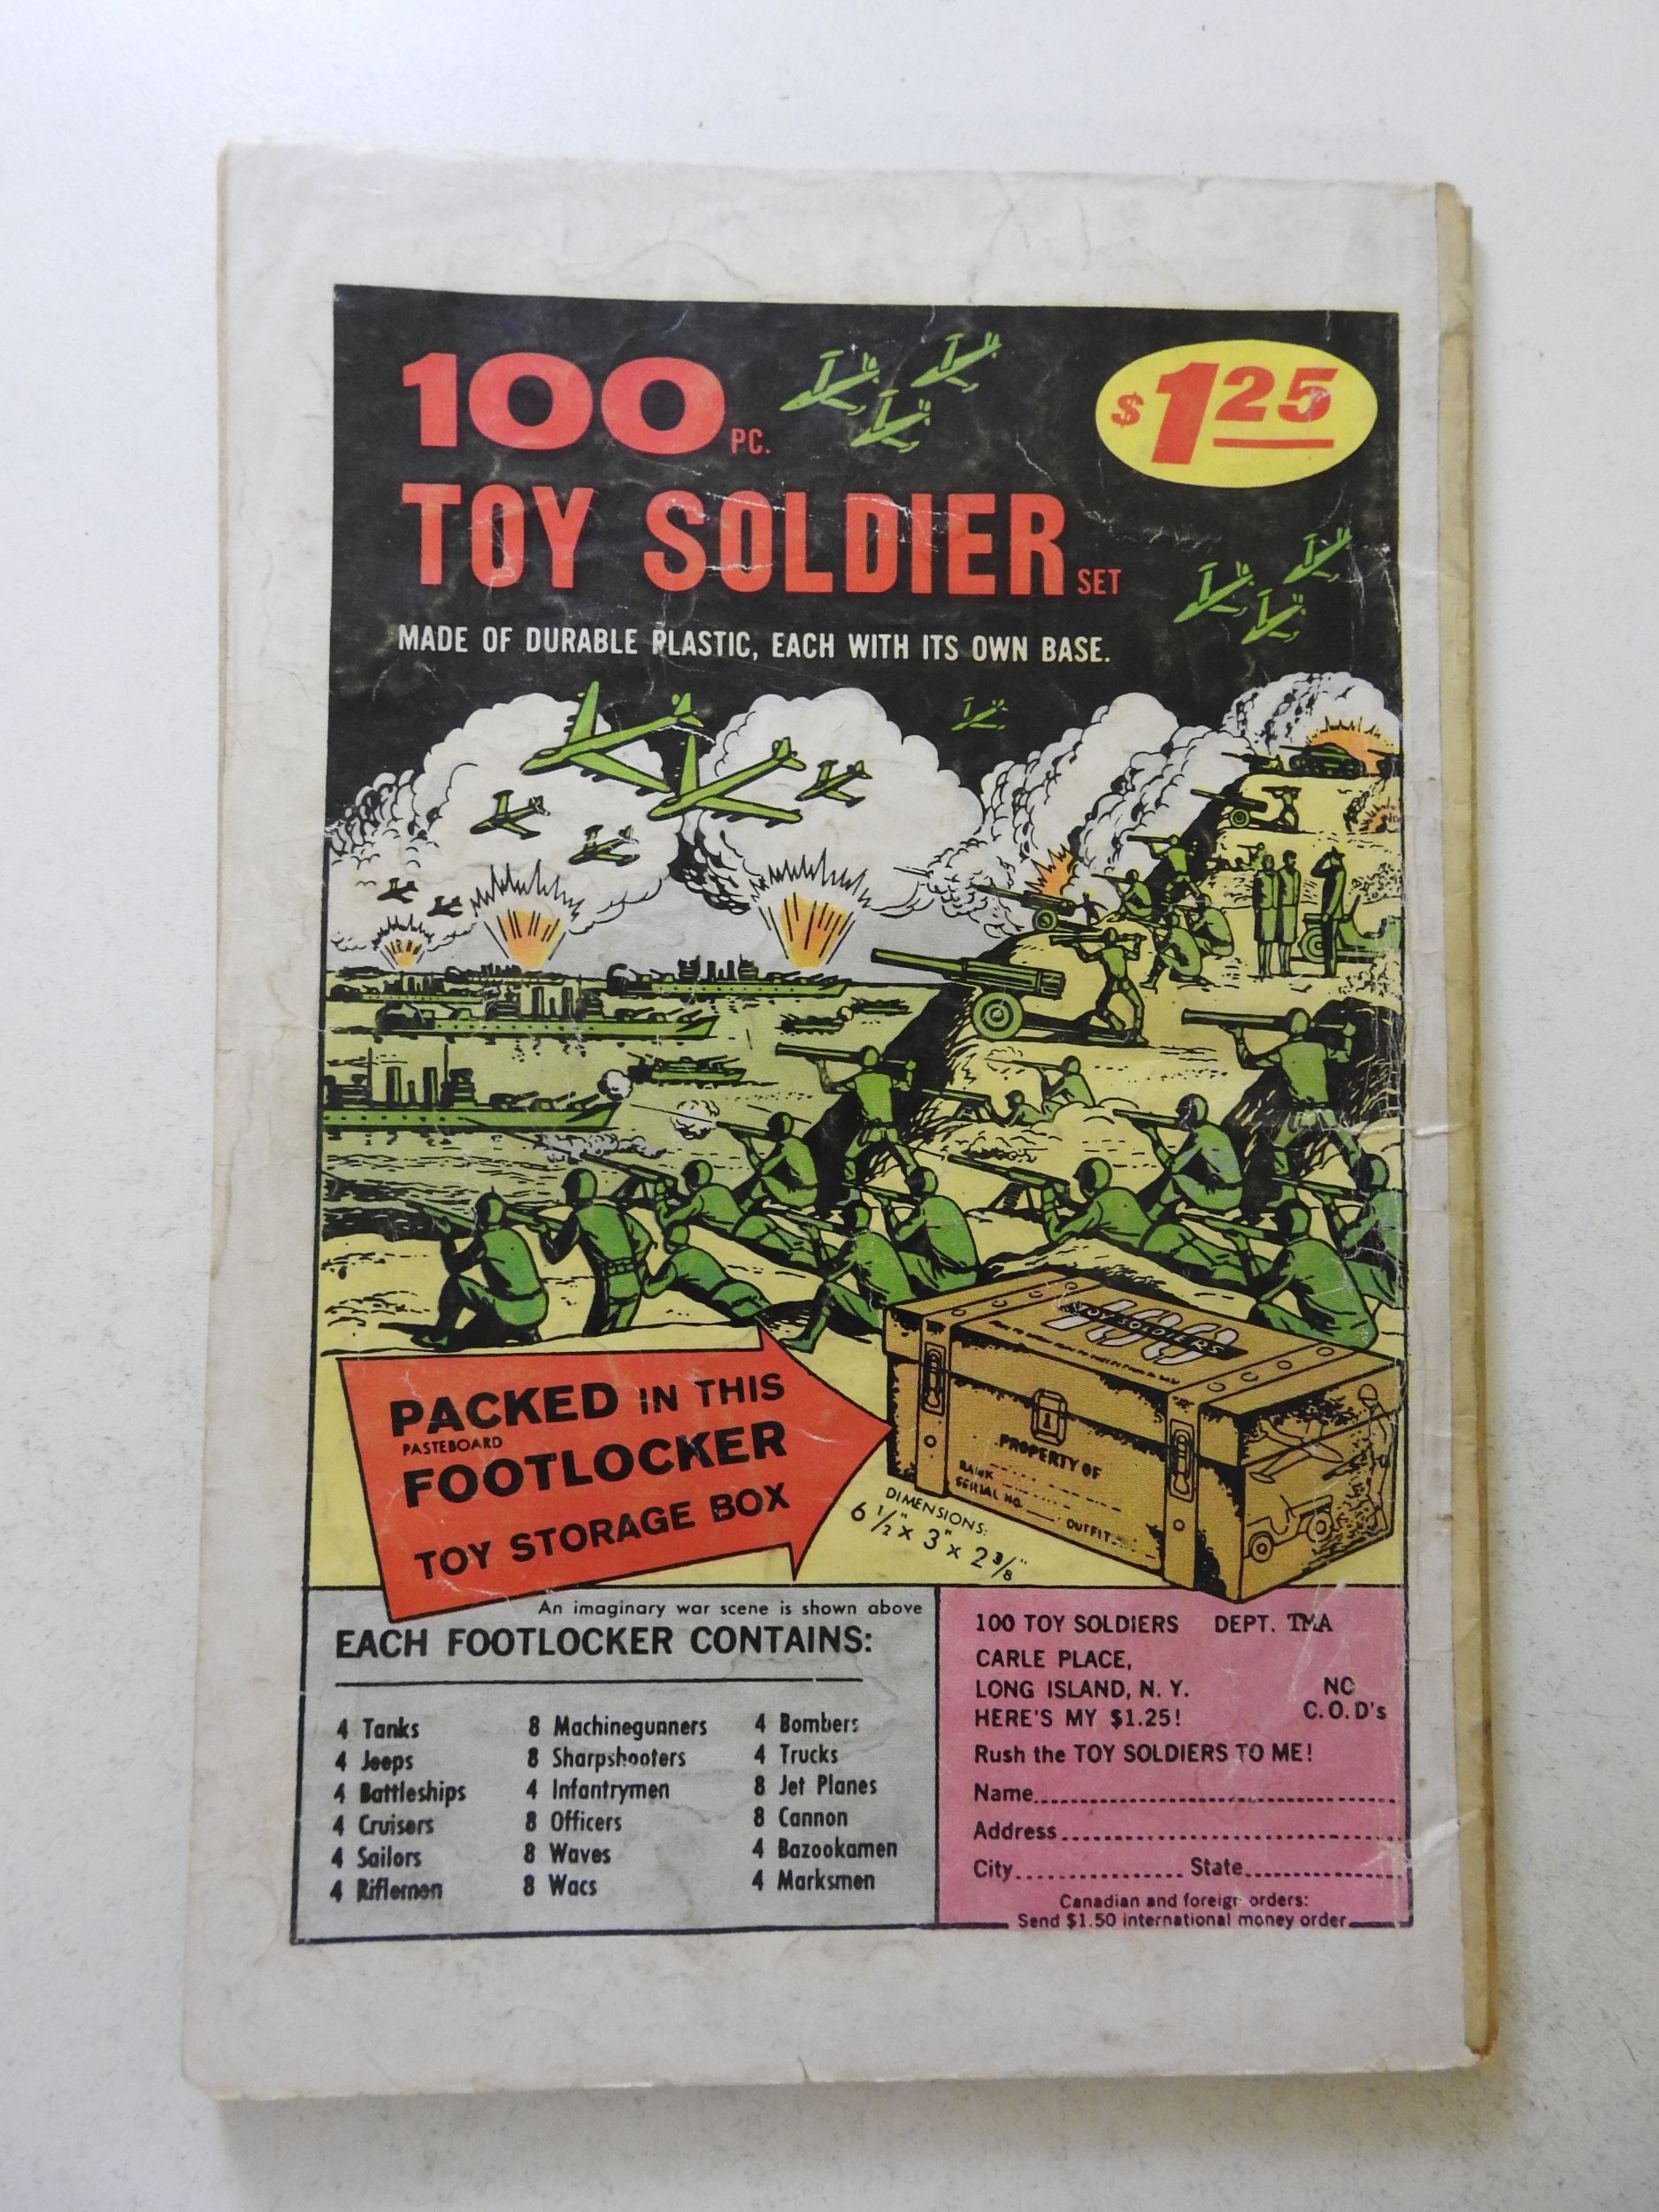 100 PC.
$1.25
TOY SOLDIER SET
MADE OF DURABLE PLASTIC, EACH WITH ITS OWN BASE.
PACKED IN THIS
PASTEBOARD
FOOTLOCKER
TOY STORAGE BOX
100
TOY SOLDIERS
PROPERTY OF
RANK
SERIAL NO.
OUTFIT
DIMENSIONS:
6 1/2" x 3" x 2 3/8"
An imaginary war scene is shown above
EACH FOOTLOCKER CONTAINS:
4 Tanks
4 Jeeps
4 Battleships
4 Cruisers
4 Sailors
4 Riflemen
8 Machinegunners
8 Sharpshooters
4 Infantrymen
8 Officers
8 Waves
8 Wacs
4 Bombers
4 Trucks
8 Jet Planes
8 Cannon
4 Bazookamen
4 Marksmen
100 TOY SOLDIERS DEPT. TMA
CARLE PLACE,
LONG ISLAND, N. Y.
HERE'S MY $1.25!
NO
C.O.D's
Rush the TOY SOLDIERS TO ME!
Name
Address
City State
Canadian and foreign orders:
Send $1.50 international money order